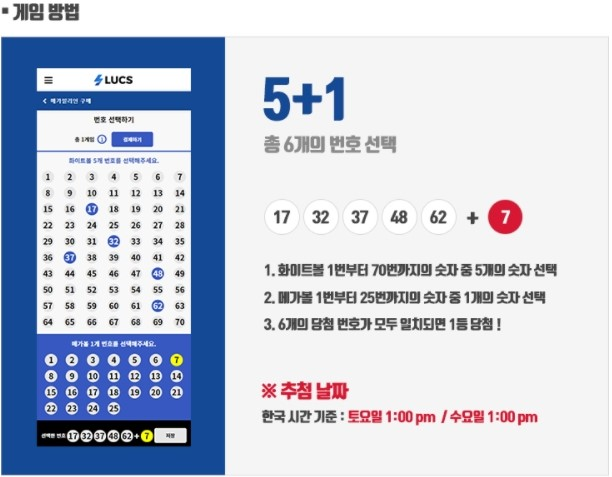 ▪ 게임 방법
≡ LUCS
< 메가밀리언 구매
번호 선택하기
총 1게임 ① 결제하기
화이트볼 5개 번호를 선택해주세요.
1 2 3 4 5 6 7
8 9 10 11 12 13 14
15 16 17 18 19 20 21
22 23 24 25 26 27 28
29 30 31 32 33 34 35
36 37 38 39 40 41 42
43 44 45 46 47 48 49
50 51 52 53 54 55 56
57 58 59 60 61 62 63
64 65 66 67 68 69 70
메가볼 1개 번호를 선택해주세요.
1 2 3 4 5 6 7
8 9 10 11 12 13 14
15 16 17 18 19 20 21
22 23 24 25
선택한 번호 17 32 37 48 62 + 7 저장
5+1
총 6개의 번호 선택
17 32 37 48 62 + 7
1. 화이트볼 1번부터 70번까지의 숫자 중 5개의 숫자 선택
2. 메가볼 1번부터 25번까지의 숫자 중 1개의 숫자 선택
3. 6개의 당첨 번호가 모두 일치되면 1등 당첨 !
※ 추첨 날짜
한국 시간 기준 : 토요일 1:00 pm / 수요일 1:00 pm